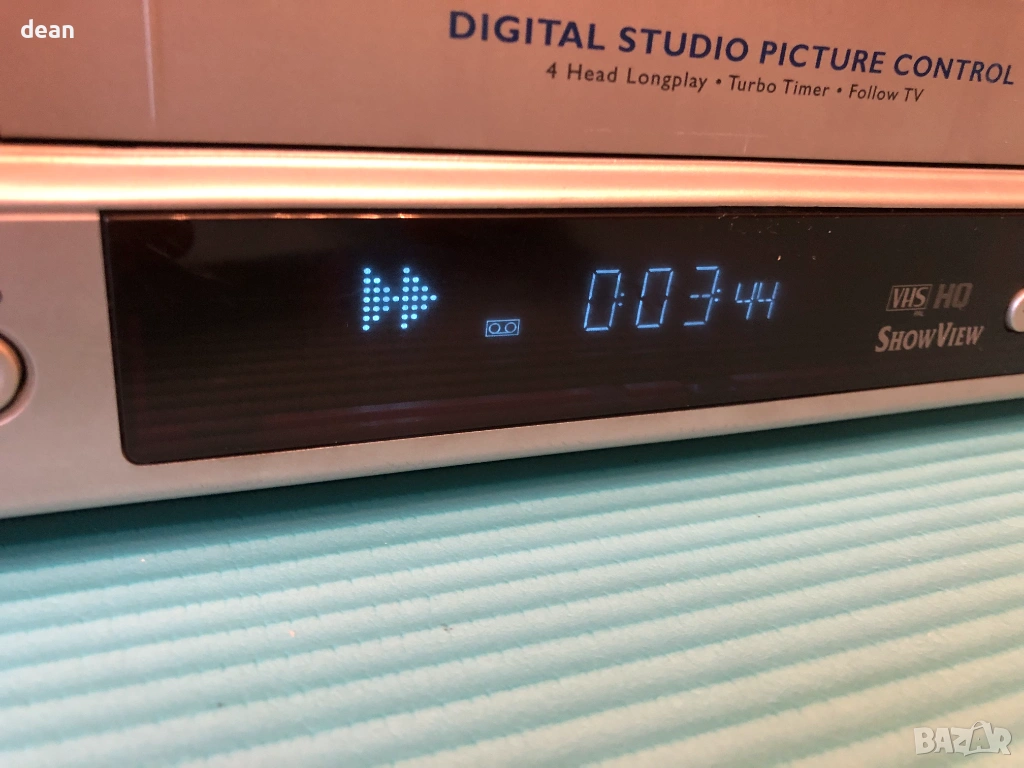 dean
DIGITAL STUDIO PICTURE CONTROL
4 Head Longplay • Turbo Timer • Follow TV
0:03:44
VHS HQ
PAL
SHOWVIEW
BAZAR